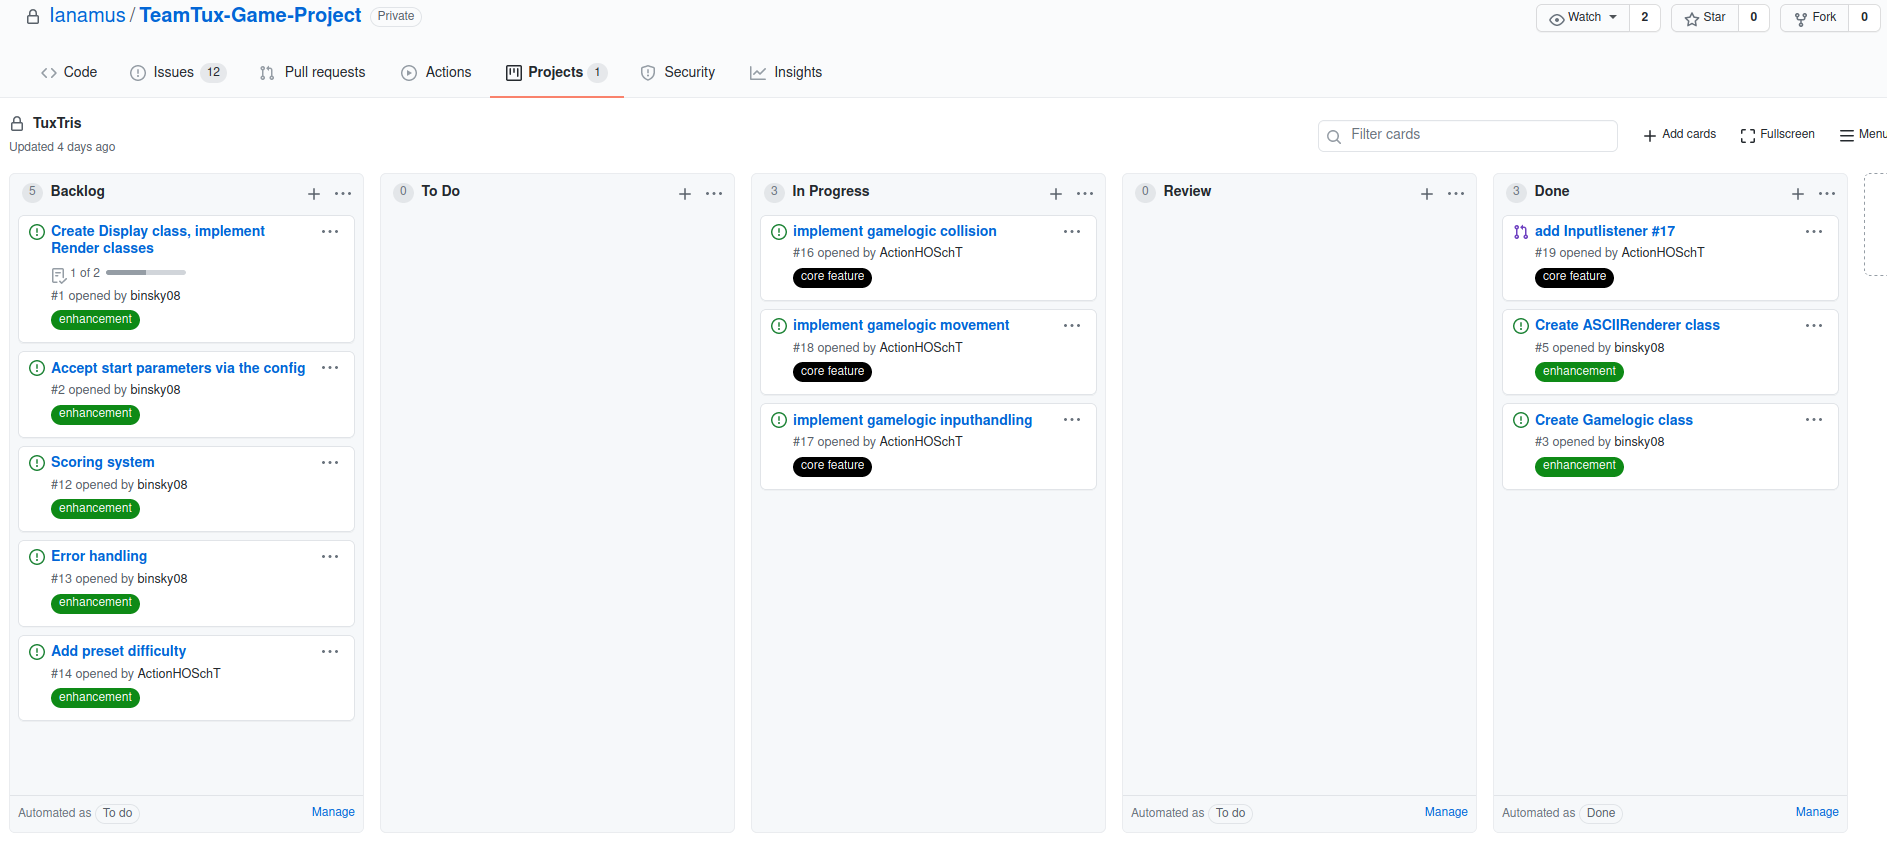 Ianamus / TeamTux-Game-Project Private
Watch 2 Star 0 Fork 0
Code Issues 12 Pull requests Actions Projects 1 Security Insights
TuxTris
Updated 4 days ago
Filter cards
Add cards Fullscreen Menu
5 Backlog
Create Display class, implement
Render classes
1 of 2
#1 opened by binsky08
enhancement
Accept start parameters via the config
#2 opened by binsky08
enhancement
Scoring system
#12 opened by binsky08
enhancement
Error handling
#13 opened by binsky08
enhancement
Add preset difficulty
#14 opened by ActionHOSchT
enhancement
Automated as To do Manage
0 To Do
3 In Progress
implement gamelogic collision
#16 opened by ActionHOSchT
core feature
implement gamelogic movement
#18 opened by ActionHOSchT
core feature
implement gamelogic inputhandling
#17 opened by ActionHOSchT
core feature
0 Review
Automated as To do Manage
3 Done
add Inputlistener #17
#19 opened by ActionHOSchT
core feature
Create ASCIIRenderer class
#5 opened by binsky08
enhancement
Create Gamelogic class
#3 opened by binsky08
enhancement
Automated as Done Manage